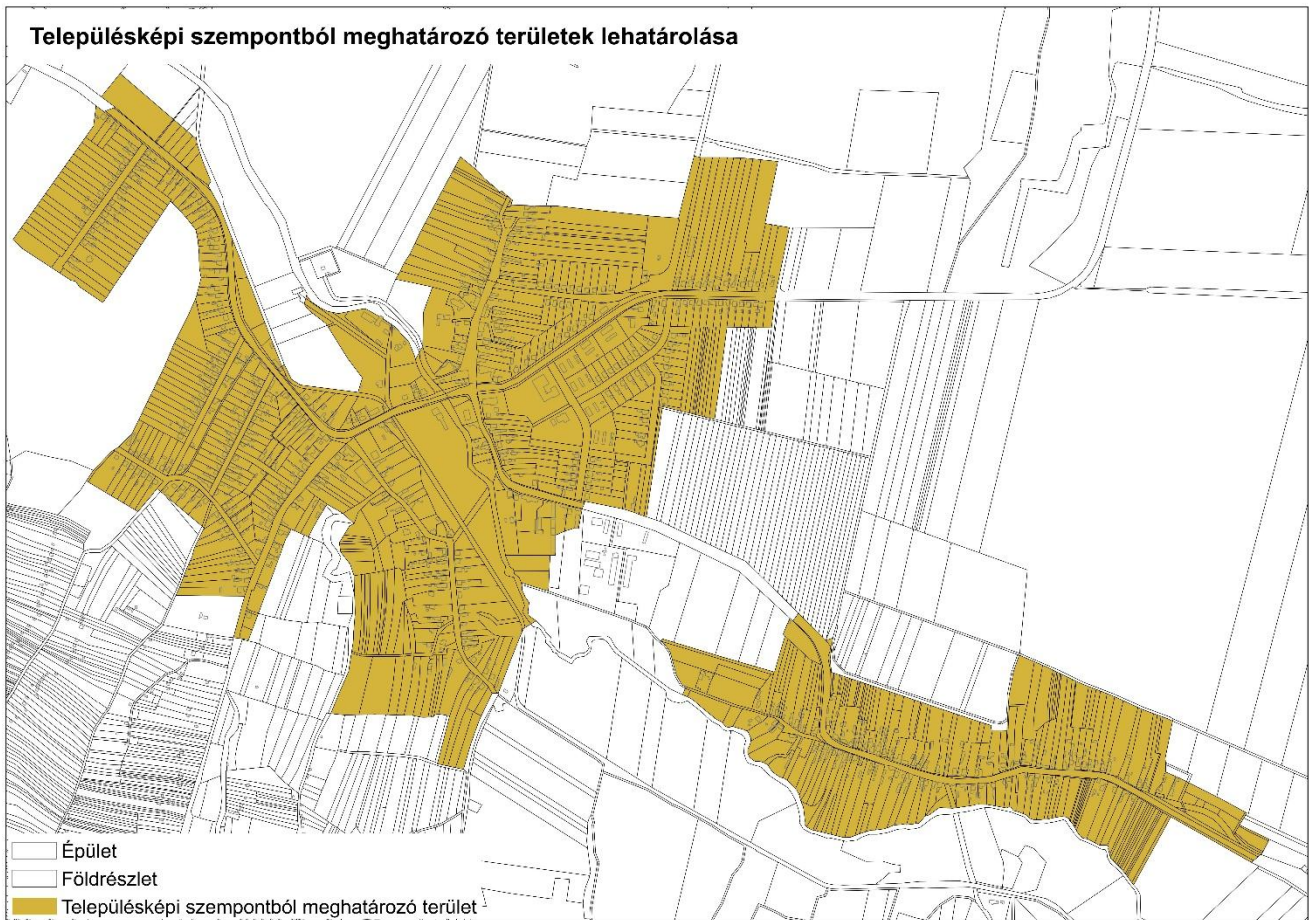 Településképi szempontból meghatározó területek lehatárolása
Épület
Földrészlet
Településképi szempontból meghatározó terület